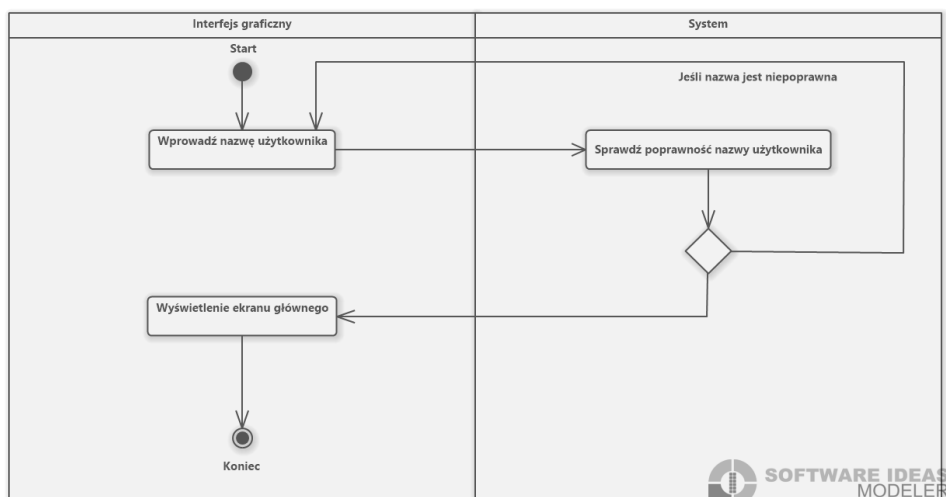 Interfejs graficzny
System
Start
Jeśli nazwa jest niepoprawna
Wprowadź nazwę użytkownika
Sprawdź poprawność nazwy użytkownika
Wyświetlenie ekranu głównego
Koniec
SOFTWARE IDEAS
MODELER